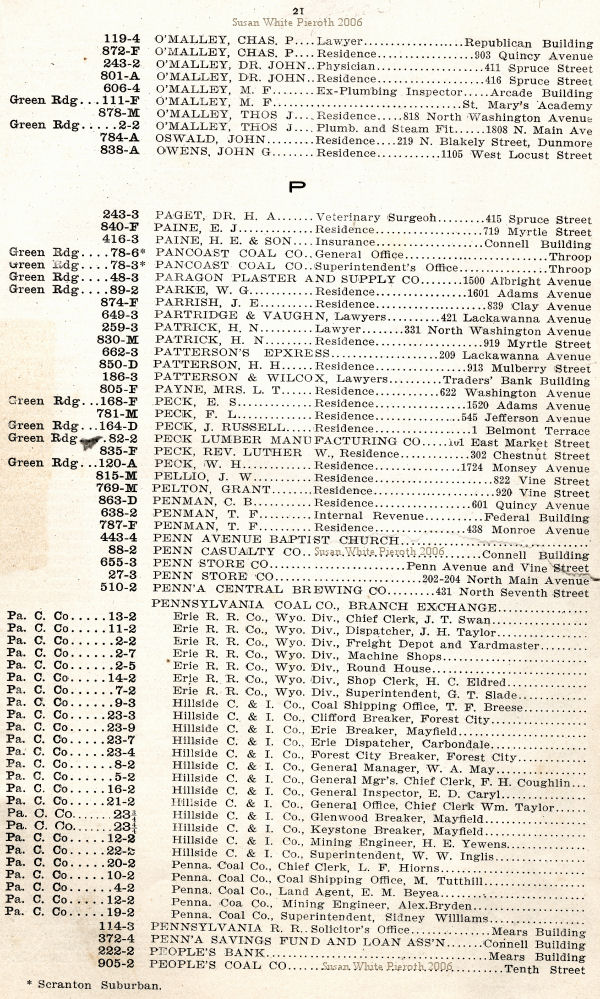 21
Susan White Pieroth 2006
119-4 O'MALLEY, CHAS. P....Lawyer..............Republican Building
872-F O'MALLEY, CHAS. P....Residence..............903 Quincy Avenue
243-2 O'MALLEY, DR. JOHN..Physician..............411 Spruce Street
801-A O'MALLEY, DR. JOHN..Residence..............416 Spruce Street
606-4 O'MALLEY, M. F........Ex-Plumbing Inspector......Arcade Building
Green Rdg...111-F O'MALLEY, M. F..............St. Mary's Academy
878-M O'MALLEY, THOS J....Residence.....818 North Washington Avenue
Green Rdg.....2-2 O'MALLEY, THOS J....Plumb. and Steam Fit....1808 N. Main Ave
784-A OSWALD, JOHN........Residence....219 N. Blakely Street, Dunmore
838-A OWENS, JOHN G.......Residence.........1105 West Locust Street
P
243-3 PAGET, DR. H. A......Veterinary Surgeoh......415 Spruce Street
840-F PAINE, E. J..........Residence..............719 Myrtle Street
416-3 PAINE, H. E. & SON....Insurance..............Connell Building
Green Rdg....78-6* PANCOAST COAL CO..General Office..............Throop
Green Rdg....78-3* PANCOAST COAL CO..Superintendent's Office..........Throop
Green Rdg....48-3 PARAGON PLASTER AND SUPPLY CO......1500 Albright Avenue
Green Rdg....89-2 PARKE, W. G..........Residence..............1601 Adams Avenue
874-F PARRISH, J. E........Residence..............839 Clay Avenue
649-3 PARTRIDGE & VAUGHN, Lawyers........421 Lackawanna Avenue
259-3 PATRICK, H. N........Lawyer.......331 North Washington Avenue
830-M PATRICK, H. N........Residence..............919 Myrtle Street
662-3 PATTERSON'S EPXRESS..............209 Lackawanna Avenue
850-D PATTERSON, H. H......Residence..............913 Mulberry Street
186-3 PATTERSON & WILCOX, Lawyers.......Traders' Bank Building
805-F PAYNE, MRS. L. T......Residence..........622 Washington Avenue
Green Rdg...168-F PECK, E. S............Residence..............1520 Adams Avenue
781-M PECK, F. L............Residence...........545 Jefferson Avenue
Green Rdg...164-D PECK, J. RUSSELL......Residence..............1 Belmont Terrace
Green Rdg.....82-2 PECK LUMBER MANUFACTURING CO......101 East Market Street
835-F PECK, REV. LUTHER W., Residence..........302 Chestnut Street
Green Rdg...120-A PECK, W. H............Residence..............1724 Monsey Avenue
815-M PELLIO, J. W..........Residence..............822 Vine Street
769-M PELTON, GRANT........Residence..............920 Vine Street
863-D PENMAN, C. B..........Residence..............601 Quincy Avenue
638-2 PENMAN, T. F..........Internal Revenue..........Federal Building
787-F PENMAN, T. F..........Residence..............438 Monroe Avenue
443-4 PENN AVENUE BAPTIST CHURCH..............
88-2 PENN CASUALTY CO..Susan White Pieroth 2006......Connell Building
655-3 PENN STORE CO..............Penn Avenue and Vine Street
27-3 PENN STORE CO..............202-204 North Main Avenue
510-2 PENN'A CENTRAL BREWING CO........431 North Seventh Street
PENNSYLVANIA COAL CO., BRANCH EXCHANGE..............
Pa. C. Co.....13-2 Erie R. R. Co., Wyo. Div., Chief Clerk, J. T. Swan..............
Pa. C. Co.....11-2 Erie R. R. Co., Wyo. Div., Dispatcher, J. H. Taylor..............
Pa. C. Co......2-2 Erie R. R. Co., Wyo. Div., Freight Depot and Yardmaster........
Pa. C. Co......2-7 Erie R. R. Co., Wyo. Div., Machine Shops..............
Pa. C. Co......2-5 Erie R. R. Co., Wyo. Div., Round House..............
Pa. C. Co.....14-2 Erie R. R. Co., Wyo. Div., Shop Clerk, H. C. Eldred..............
Pa. C. Co......7-2 Erie R. R. Co., Wyo. Div., Superintendent, G. T. Slade..........
Pa. C. Co......9-3 Hillside C. & I. Co., Coal Shipping Office, T. F. Breese..........
Pa. C. Co.....23-3 Hillside C. & I. Co., Clifford Breaker, Forest City..............
Pa. C. Co.....23-9 Hillside C. & I. Co., Erie Breaker, Mayfield..............
Pa. C. Co.....23-7 Hillside C. & I. Co., Erie Dispatcher, Carbondale..............
Pa. C. Co.....23-4 Hillside C. & I. Co., Forest City Breaker, Forest City..........
Pa. C. Co......8-2 Hillside C. & I. Co., General Manager, W. A. May..............
Pa. C. Co......5-2 Hillside C. & I. Co., General Mgr's. Chief Clerk, F. H. Coughlin...
Pa. C. Co.....16-2 Hillside C. & I. Co., General Inspector, E. D. Caryl..............
Pa. C. Co.....21-2 Hillside C. & I. Co., General Office, Chief Clerk Wm. Taylor......
Pa. C. Co.....23 Hillside C. & I. Co., Glenwood Breaker, Mayfield..............
Pa. C. Co.....23 Hillside C. & I. Co., Keystone Breaker, Mayfield..............
Pa. C. Co.....12-2 Hillside C. & I. Co., Mining Engineer, H. E. Yewens..............
Pa. C. Co.....22-2 Hillside C. & I. Co., Superintendent, W. W. Inglis..............
Pa. C. Co.....20-2 Penna. Coal Co., Chief Clerk, L. F. Hiorns..............
Pa. C. Co.....10-2 Penna. Coal Co., Coal Shipping Office, M. Tutthill..............
Pa. C. Co......4-2 Penna. Coal Co., Land Agent, E. M. Beyea..............
Pa. C. Co.....12-2 Penna. Coa Co., Mining Engineer, Alex.Bryden..............
Pa. C. Co.....19-2 Penna. Coal Co., Superintendent, Sidney Williams..............
114-3 PENNSYLVANIA R. R..Solicitor's Office..........Mears Building
372-4 PENN'A SAVINGS FUND AND LOAN ASS'N......Connell Building
222-2 PEOPLE'S BANK..............Mears Building
905-2 PEOPLE'S COAL CO......Susan White Pieroth 2006........Tenth Street
* Scranton Suburban.